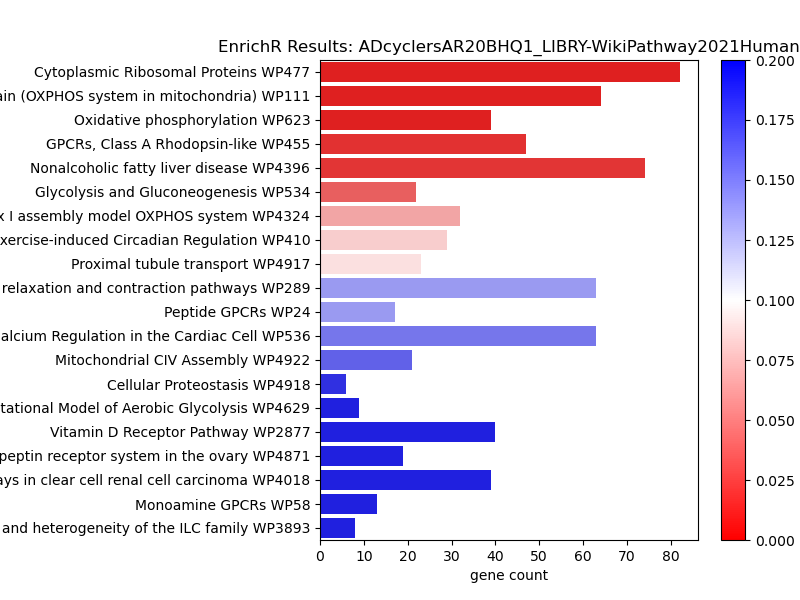 EnrichR Results: ADcyclersAR20BHQ1_LIBRY-WikiPathway2021Human
Cytoplasmic Ribosomal Proteins WP477
(OXPHOS system in mitochondria) WP111
Oxidative phosphorylation WP623
GPCRs, Class A Rhodopsin-like WP455
Nonalcoholic fatty liver disease WP4396
Glycolysis and Gluconeogenesis WP534
I assembly model OXPHOS system WP4324
xercise-induced Circadian Regulation WP410
Proximal tubule transport WP4917
relaxation and contraction pathways WP289
Peptide GPCRs WP24
alcium Regulation in the Cardiac Cell WP536
Mitochondrial CIV Assembly WP4922
Cellular Proteostasis WP4918
tational Model of Aerobic Glycolysis WP4629
Vitamin D Receptor Pathway WP2877
peptin receptor system in the ovary WP4871
ays in clear cell renal cell carcinoma WP4018
Monoamine GPCRs WP58
and heterogeneity of the ILC family WP3893
0 10 20 30 40 50 60 70 80
gene count
0.200
0.175
0.150
0.125
0.100
0.075
0.050
0.025
0.000